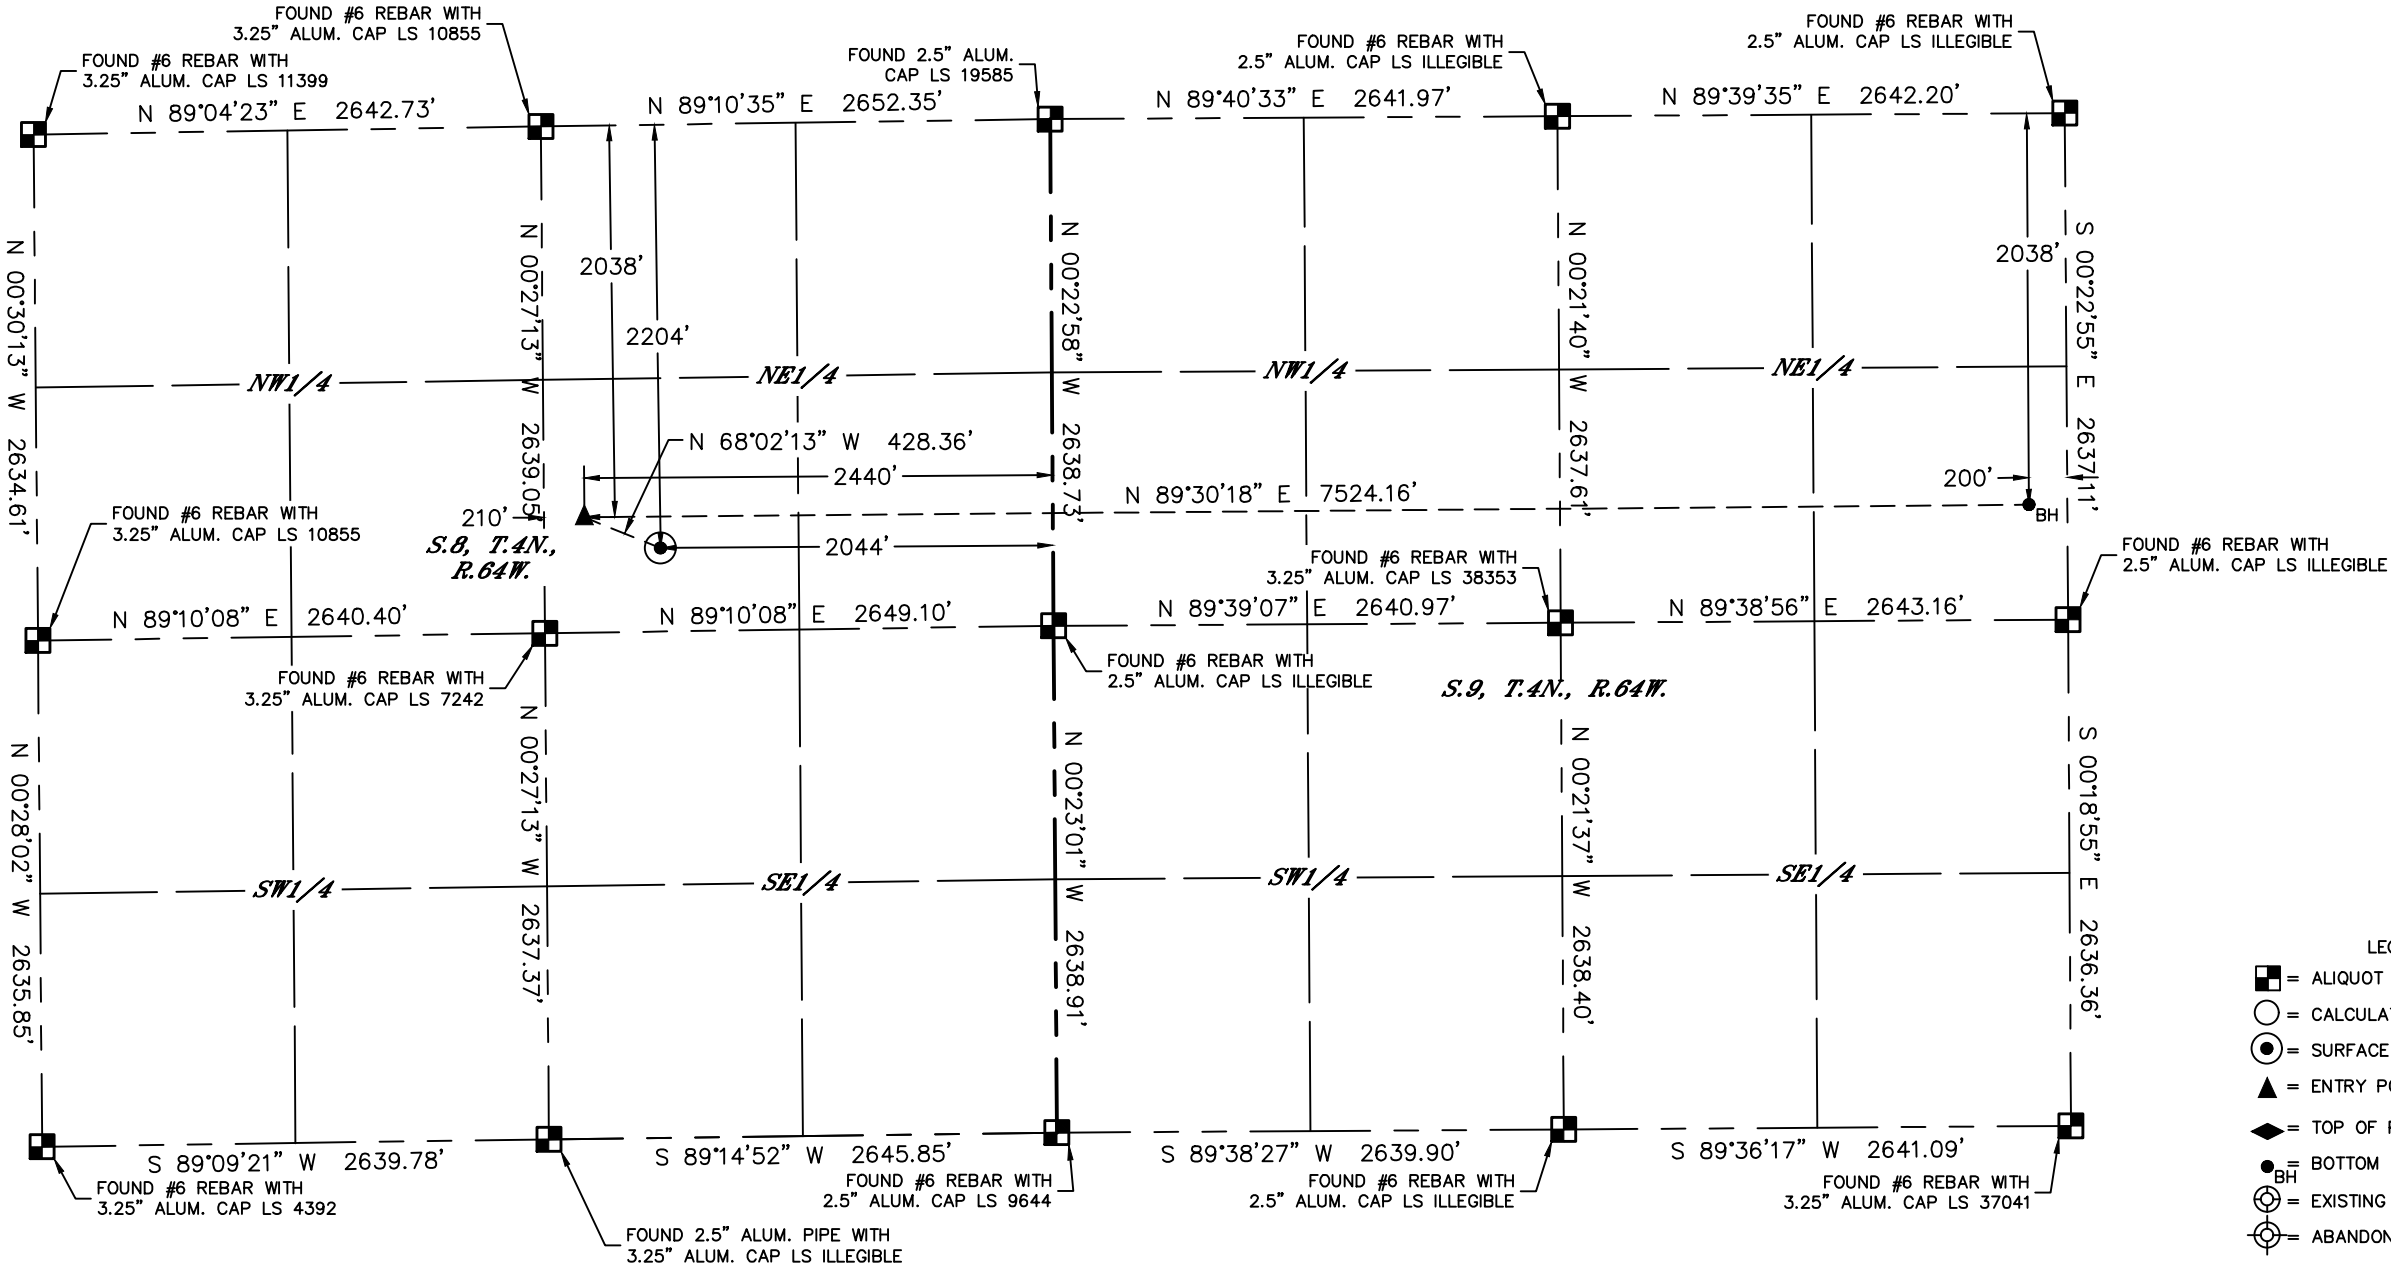 FOUND #6 REBAR WITH
3.25" ALUM. CAP LS 10855
FOUND #6 REBAR WITH
3.25" ALUM. CAP LS 11399
FOUND 2.5" ALUM.
CAP LS 19585
FOUND #6 REBAR WITH
2.5" ALUM. CAP LS ILLEGIBLE
FOUND #6 REBAR WITH
2.5" ALUM. CAP LS ILLEGIBLE
N 89°04'23" E 2642.73'
N 89°10'35" E 2652.35'
N 89°40'33" E 2641.97'
N 89°39'35" E 2642.20'
N 00°30'13" W 2634.61'
N 00°27'13" W 2639.05'
2038'
2204'
N 00°22'58" W 2638.73'
N 00°21'40" W 2637.61'
2038'
S 00°22'55" E 2637.11'
NW1/4
NE1/4
NW1/4
NE1/4
N 68°02'13" W 428.36'
2440'
N 89°30'18" E 7524.16'
200'
BH
210'
S.8, T.4N.,
R.64W.
2044'
FOUND #6 REBAR WITH
3.25" ALUM. CAP LS 10855
FOUND #6 REBAR WITH
3.25" ALUM. CAP LS 38353
FOUND #6 REBAR WITH
2.5" ALUM. CAP LS ILLEGIBLE
N 89°10'08" E 2640.40'
N 89°10'08" E 2649.10'
N 89°39'07" E 2640.97'
N 89°38'56" E 2643.16'
FOUND #6 REBAR WITH
3.25" ALUM. CAP LS 7242
FOUND #6 REBAR WITH
2.5" ALUM. CAP LS ILLEGIBLE
S.9, T.4N., R.64W.
N 00°28'02" W 2635.85'
N 00°27'13" W 2637.37'
N 00°23'01" W 2638.91'
N 00°21'37" W 2638.40'
S 00°18'55" E 2636.36'
SW1/4
SE1/4
SW1/4
SE1/4
S 89°09'21" W 2639.78'
S 89°14'52" W 2645.85'
S 89°38'27" W 2639.90'
S 89°36'17" W 2641.09'
FOUND #6 REBAR WITH
3.25" ALUM. CAP LS 4392
FOUND 2.5" ALUM. PIPE WITH
3.25" ALUM. CAP LS ILLEGIBLE
FOUND #6 REBAR WITH
2.5" ALUM. CAP LS 9644
FOUND #6 REBAR WITH
2.5" ALUM. CAP LS ILLEGIBLE
FOUND #6 REBAR WITH
3.25" ALUM. CAP LS 37041
= ALIQUOT
=
= SURFACE
= ENTRY
= TOP OF
BH = BOTTOM
= EXISTING
=